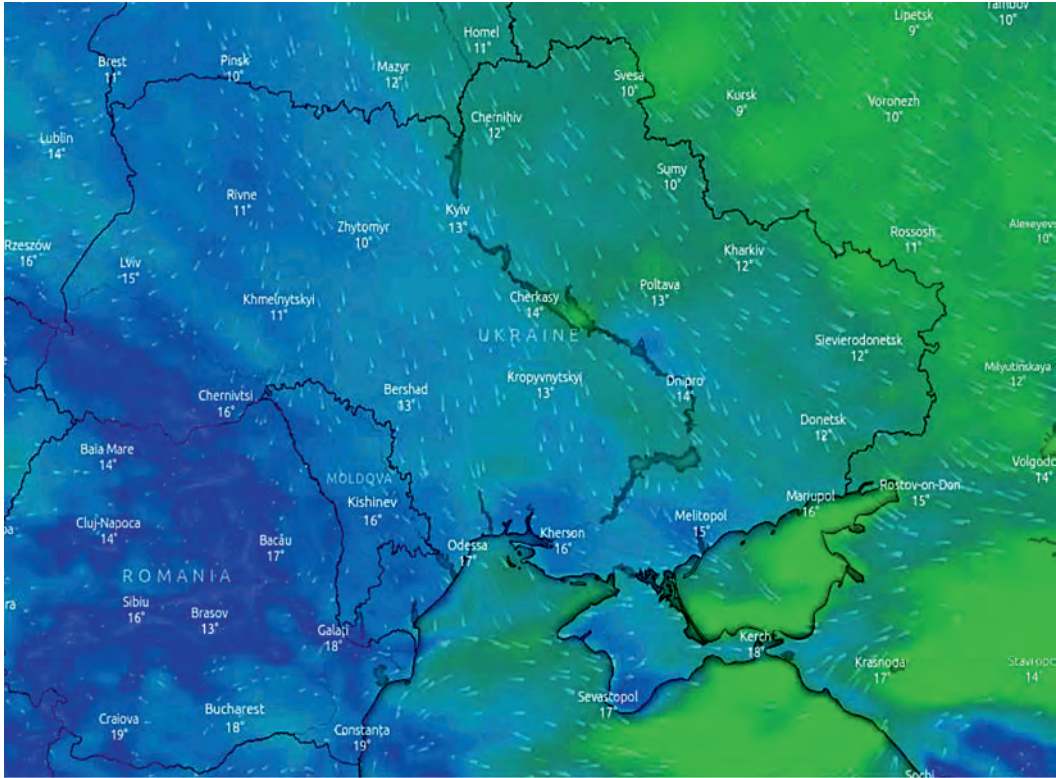 Lipetsk
9°
Tambov
10°
Homel
11°
Brest
11°
Pinsk
10°
Mazyr
12°
Svesa
10°
Kursk
9°
Voronezh
10°
Chernihiv
12°
Lublin
14°
Sumy
10°
Rivne
11°
Kyiv
13°
Zhytomyr
10°
Rzeszów
16°
Lviv
15°
Kharkiv
12°
Rossosh
11°
10°
Khmelnytskyi
11°
Cherkasy
14°
Poltava
13°
UKRAINE
Sievierodonetsk
12°
Milyutinskaya
12°
Chernivtsi
16°
Bershad
13°
Kropyvnytskyi
13°
Dnipro
14°
Donetsk
12°
Baia Mare
14°
MOLDOVA
Kishinev
16°
Volgodo
14°
Rostov-on-Don
15°
Mariupol
16°
Melitopol
15°
Cluj-Napoca
14°
Bacău
17°
Odessa
17°
Kherson
16°
ROMANIA
Sibiu
16°
Brasov
13°
Galați
18°
Kerch
18°
Krasnodar
17°
14°
Sevastopol
17°
Craiova
19°
Bucharest
18°
Constanța
19°
Sochi